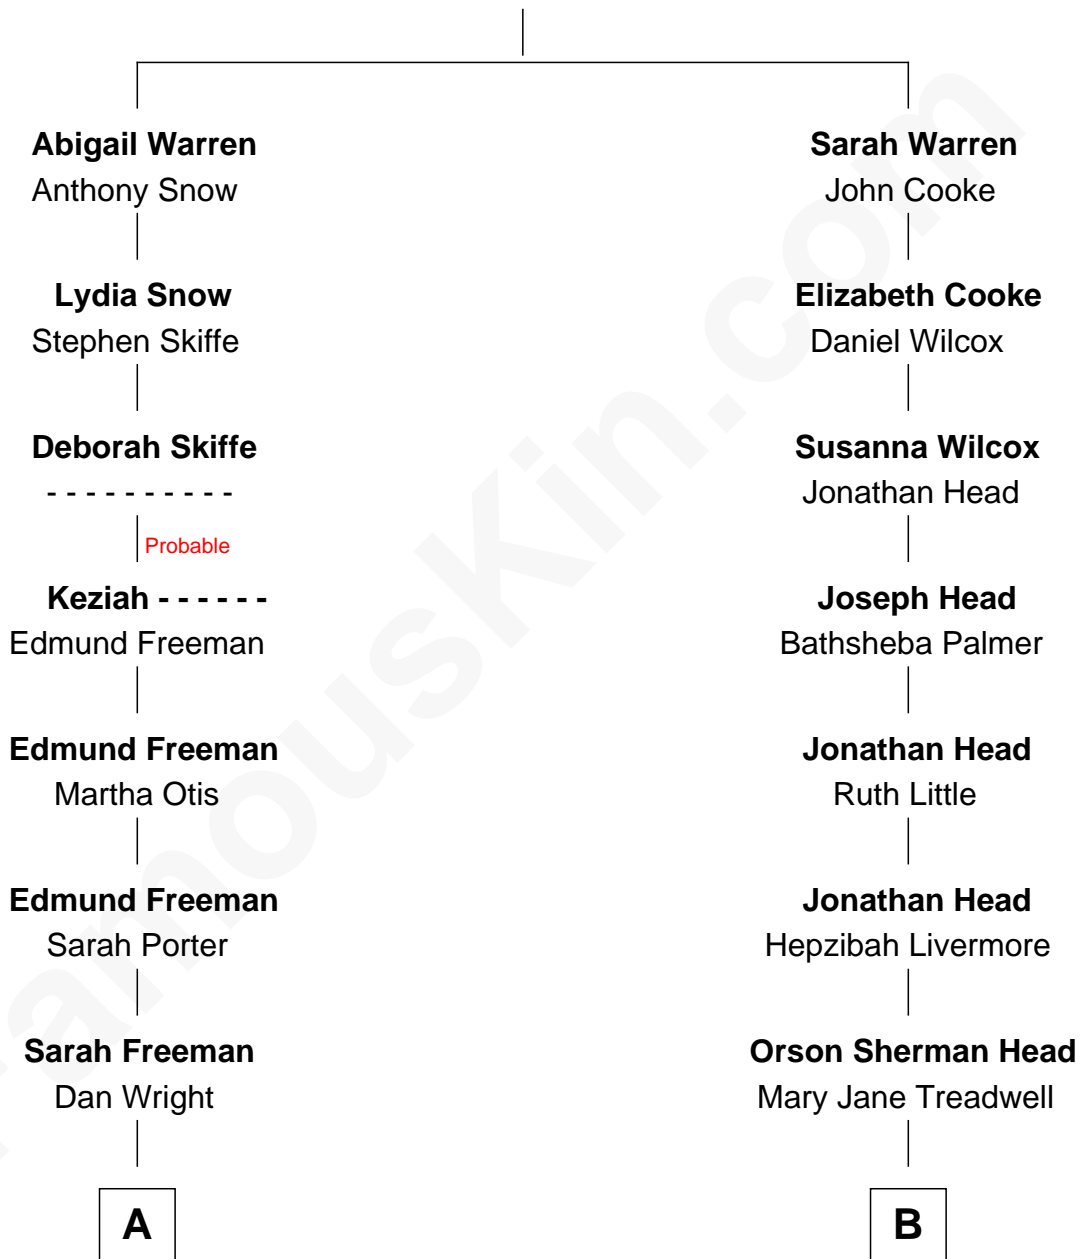 Abigail Warren
Anthony Snow
Sarah Warren
John Cooke
Lydia Snow
Stephen Skiffe
Elizabeth Cooke
Daniel Wilcox
Deborah Skiffe
- - - - - - - - - -
Susanna Wilcox
Jonathan Head
Probable
Keziah - - - - - -
Edmund Freeman
Joseph Head
Bathsheba Palmer
Edmund Freeman
Martha Otis
Jonathan Head
Ruth Little
Edmund Freeman
Sarah Porter
Jonathan Head
Hepzibah Livermore
Sarah Freeman
Dan Wright
Orson Sherman Head
Mary Jane Treadwell
A
B
FamousKin.com